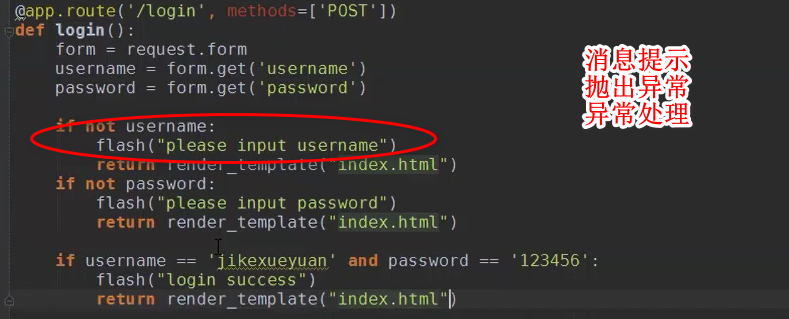 @app.route('/login', methods=['POST'])
def login():
    form = request.form
    username = form.get('username')
    password = form.get('password')
    if not username:
        flash("please input username")
        return render_template("index.html")
    if not password:
        flash("please input password")
        return render_template("index.html")
    if username == 'jikexueyuan' and password == '123456':
        flash("login success")
        return render_template("index.html")
消息提示
抛出异常
异常处理